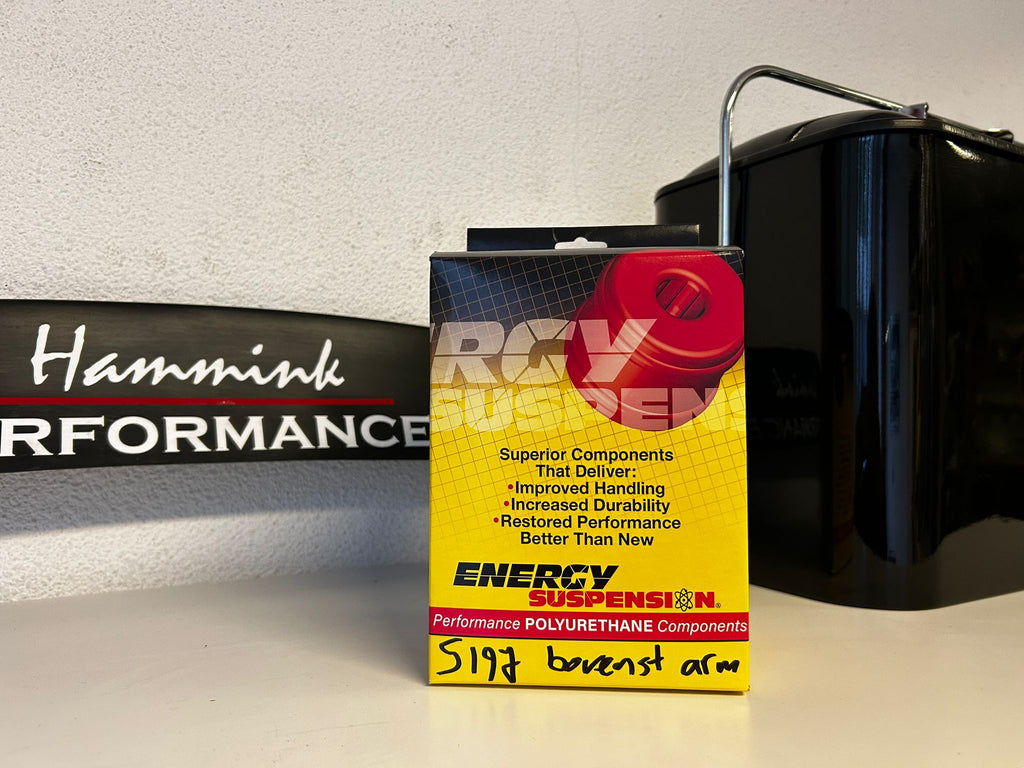 Hammink
RFORMANCE
RGY
SUSPENS
Superior Components
That Deliver:
•Improved Handling
•Increased Durability
•Restored Performance
Better Than New
ENERGY
SUSPENSION®
Performance POLYURETHANE Components
S197 bovenst arm